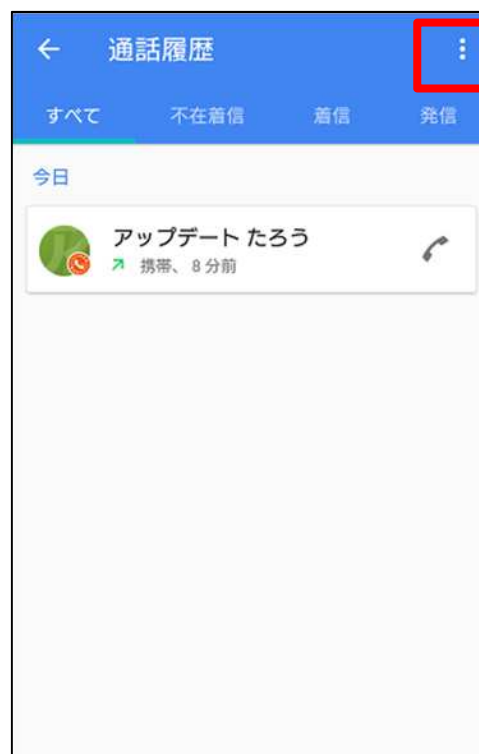 通話履歴
すべて 不在着信 着信 発信
今日
アップデート たろう
携帯、 8 分前